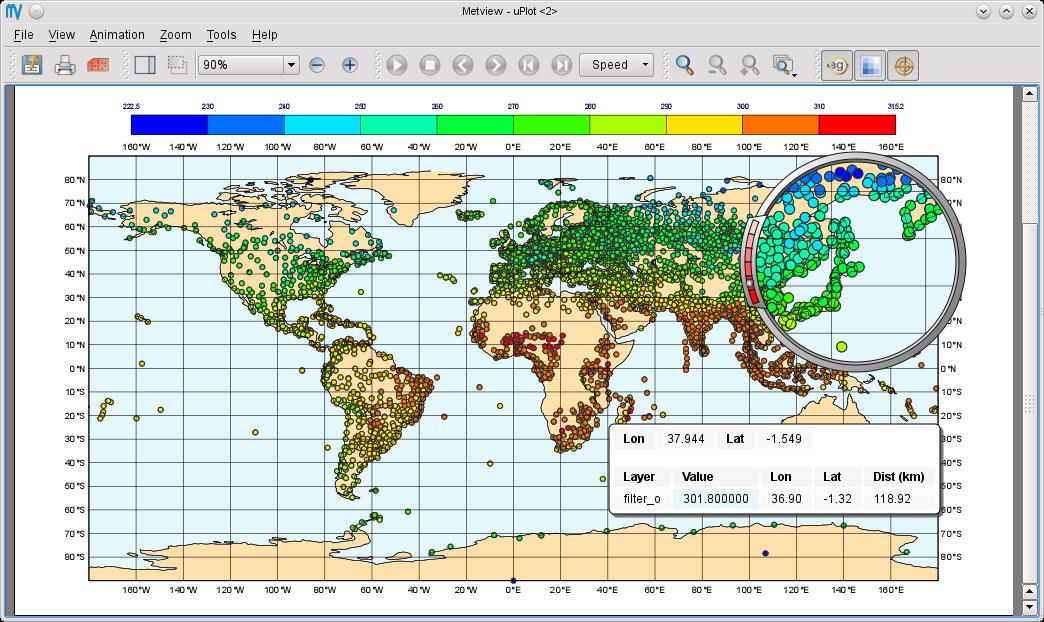 Metview - uPlot <2>
File View Animation Zoom Tools Help
90% Speed
222.5 230 240 250 260 270 280 290 300 310 315.2
160°W 140°W 120°W 100°W 80°W 60°W 40°W 20°W 0°E 20°E 40°E 60°E 80°E 100°E 120°E 140°E 160°E
80°N 80°N
70°N 70°N
60°N
50°N
40°N
30°N
20°N
10°N 10°N
0°N 0°N
10°S 10°S
20°S 20°S
30°S 30°S
40°S 40°S
50°S 50°S
60°S 60°S
70°S 70°S
80°S 80°S
Lon 37.944 Lat -1.549
Layer Value Lon Lat Dist (km)
filter_o 301.800000 36.90 -1.32 118.92
160°W 140°W 120°W 100°W 80°W 60°W 40°W 20°W 0°E 20°E 40°E 60°E 80°E 100°E 120°E 140°E 160°E